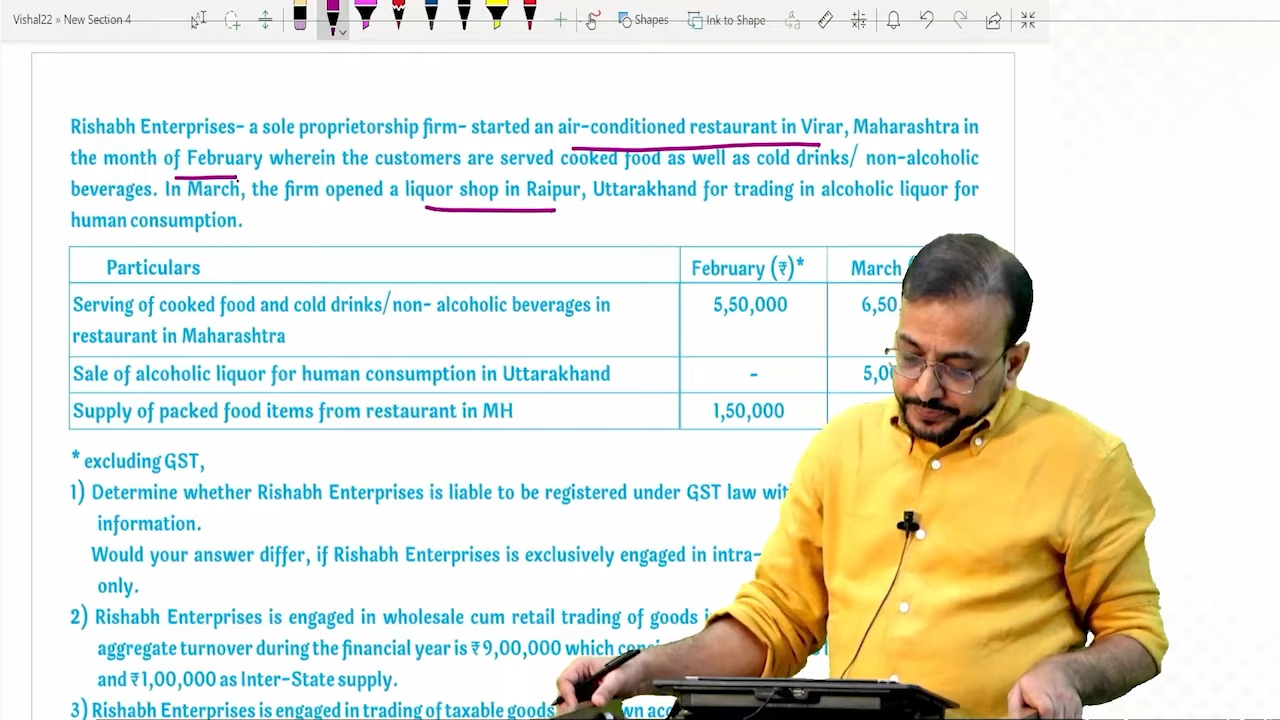 Vishal22 » New Section 4
Shapes
Ink to Shape
Rishabh Enterprises- a sole proprietorship firm- started an air-conditioned restaurant in Virar, Maharashtra in
the month of February wherein the customers are served cooked food as well as cold drinks/ non-alcoholic
beverages. In March, the firm opened a liquor shop in Raipur, Uttarakhand for trading in alcoholic liquor for
human consumption.
Particulars February (₹)* March
Serving of cooked food and cold drinks/non- alcoholic beverages in 5,50,000 6,50
restaurant in Maharashtra
Sale of alcoholic liquor for human consumption in Uttarakhand - 5,0
Supply of packed food items from restaurant in MH 1,50,000
* excluding GST,
1) Determine whether Rishabh Enterprises is liable to be registered under GST law
information.
Would your answer differ, if Rishabh Enterprises is exclusively engaged in intra-
only.
2) Rishabh Enterprises is engaged in wholesale cum retail trading of goods
aggregate turnover during the financial year is ₹9,00,000 which
and ₹1,00,000 as Inter-State supply.
3) Rishabh Enterprises is engaged in trading of taxable goods